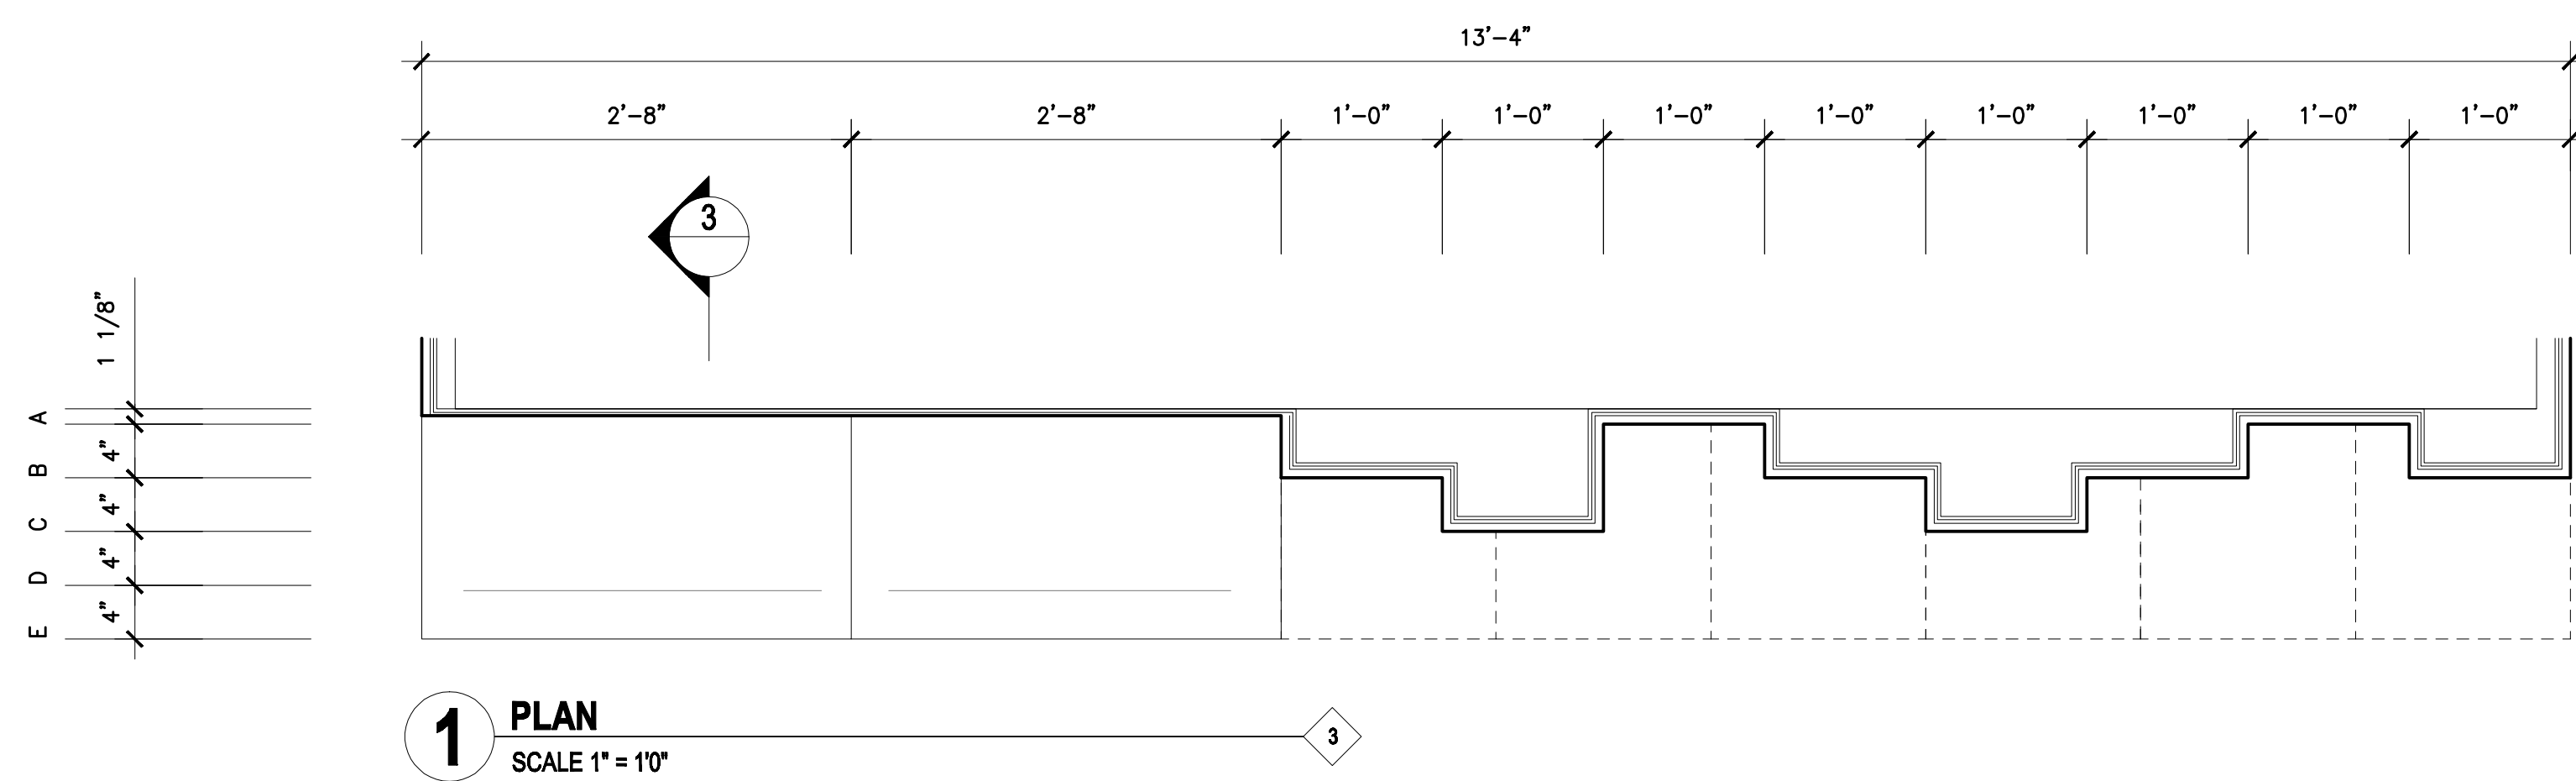 13'-4"
2'-8" 2'-8" 1'-0" 1'-0" 1'-0" 1'-0" 1'-0" 1'-0" 1'-0" 1'-0"
3
1 1/8"
A
4"
B
4"
C
4"
D
4"
E
1 PLAN
SCALE 1" = 1'0"
3